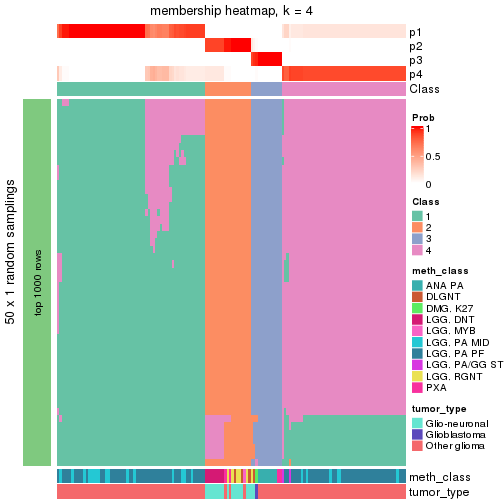 membership heatmap, k = 4
p1
p2
p3
p4
Class
50 x 1 random samplings
top 1000 rows
Prob
1
0.5
0
Class
1
2
3
4
meth_class
ANA PA
DLGNT
DMG, K27
LGG, DNT
LGG, MYB
LGG, PA MID
LGG, PA PF
LGG, PA/GG ST
LGG, RGNT
PXA
tumor_type
Glio-neuronal
Glioblastoma
Other glioma
meth_class
tumor_type